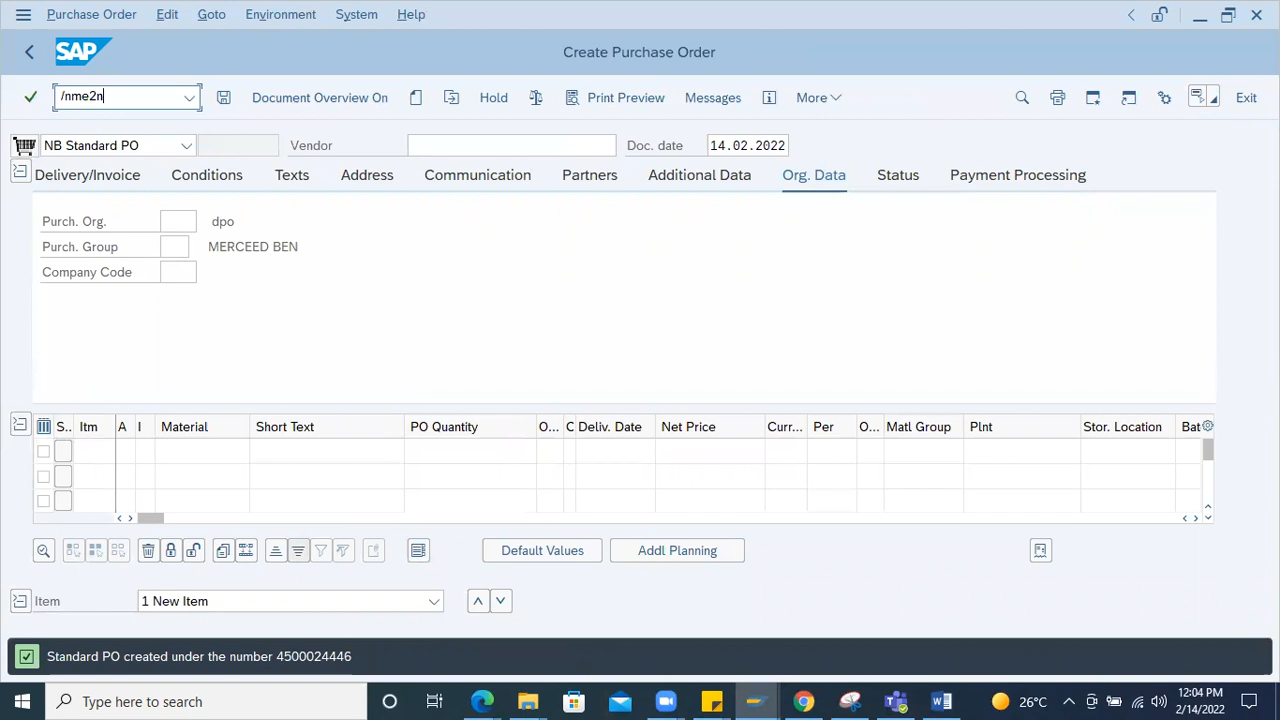 Purchase Order Edit Goto Environment System Help
SAP Create Purchase Order
/nme2n Document Overview On Hold Print Preview Messages More Exit
NB Standard PO Vendor Doc. date 14.02.2022
Delivery/Invoice Conditions Texts Address Communication Partners Additional Data Org. Data Status Payment Processing
Purch. Org. dpo
Purch. Group MERCEED BEN
Company Code
S.. Itm A I Material Short Text PO Quantity O... C Deliv. Date Net Price Curr... Per O... Matl Group Plnt Stor. Location Bat
Default Values Addl Planning
Item 1 New Item
Standard PO created under the number 4500024446
Type here to search 26°C 12:04 PM
2/14/2022